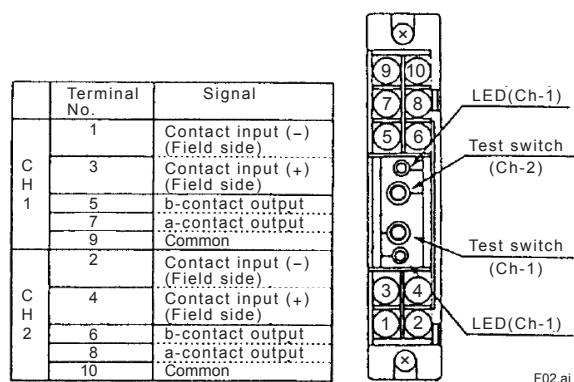 Terminal No. Signal
CH1
1 Contact input (−) (Field side)
3 Contact input (+) (Field side)
5 b-contact output
7 a-contact output
9 Common
CH2
2 Contact input (−) (Field side)
4 Contact input (+) (Field side)
6 b-contact output
8 a-contact output
10 Common
9 10
7 8
5 6
3 4
1 2
LED(Ch-1)
Test switch
(Ch-2)
Test switch
(Ch-1)
LED(Ch-1)
F02.ai